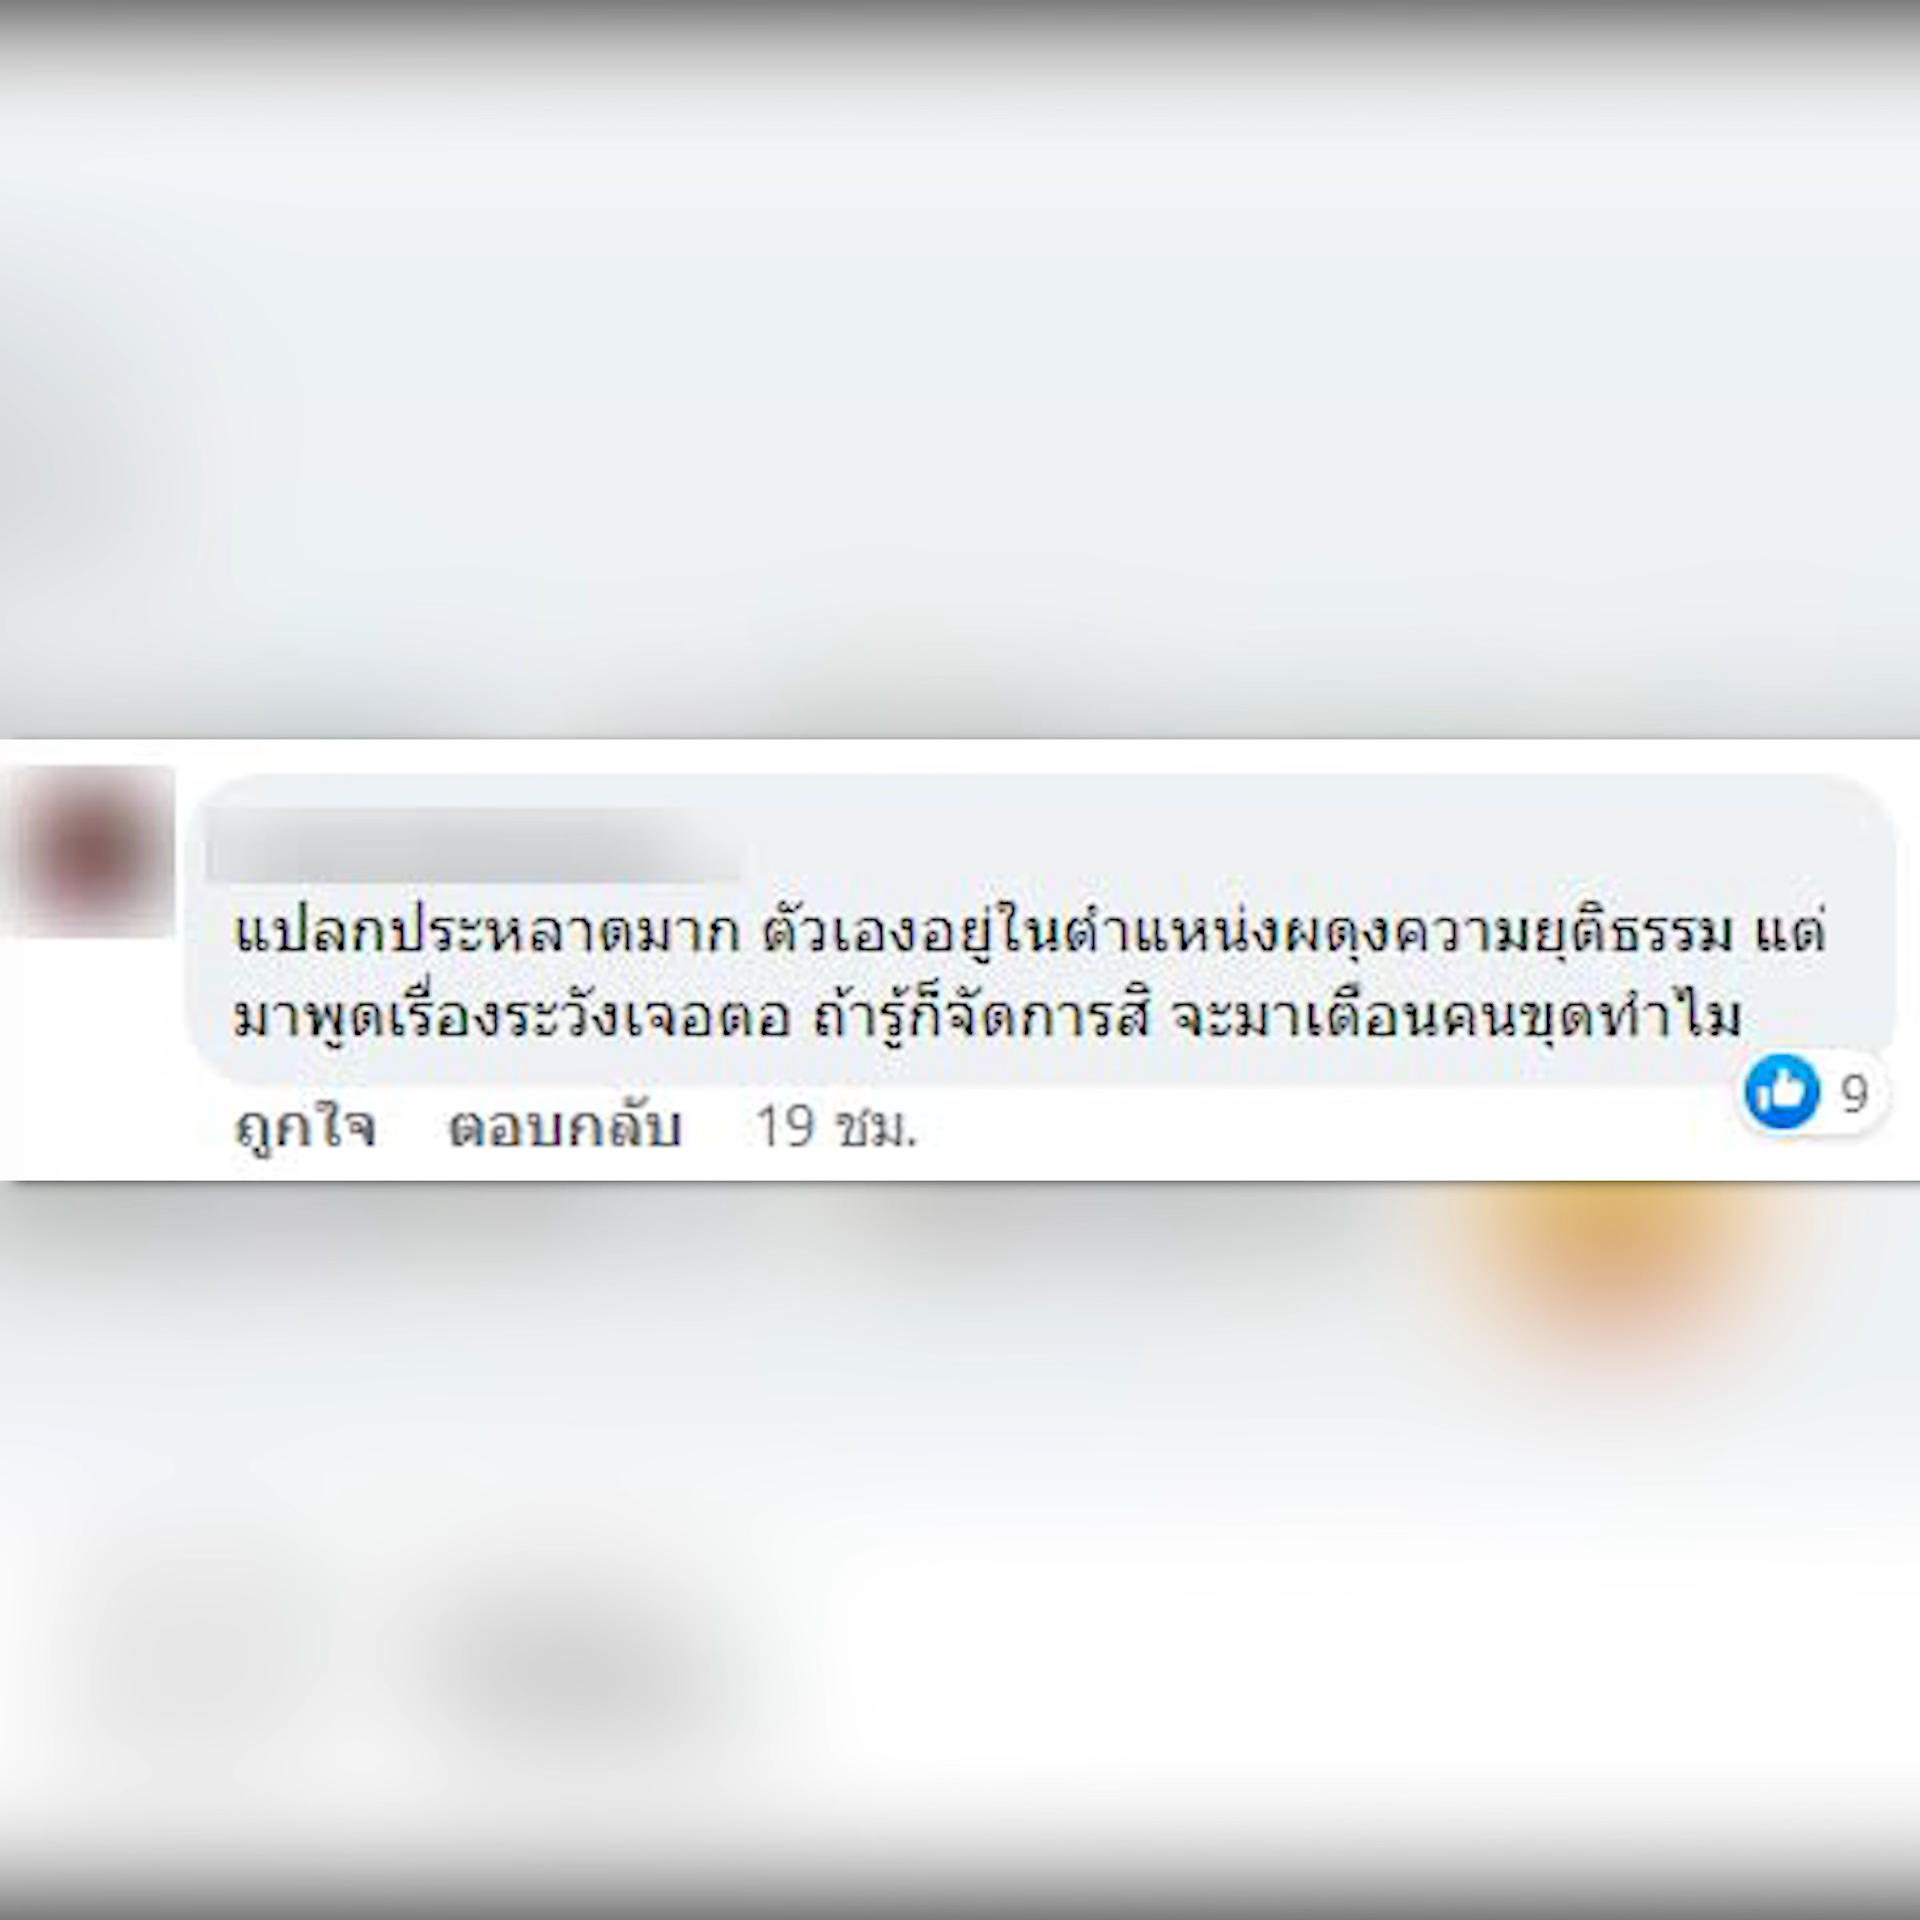 แปลกประหลาดมาก ตัวเองอยู่ในตำแหน่งผดุงความยุติธรรม แต่
มาพูดเรื่องระวังเจอตอ ถ้ารู้ก็จัดการสิ จะมาเตือนคนขุดทำไม
9
ถูกใจ ตอบกลับ 19 ชม.